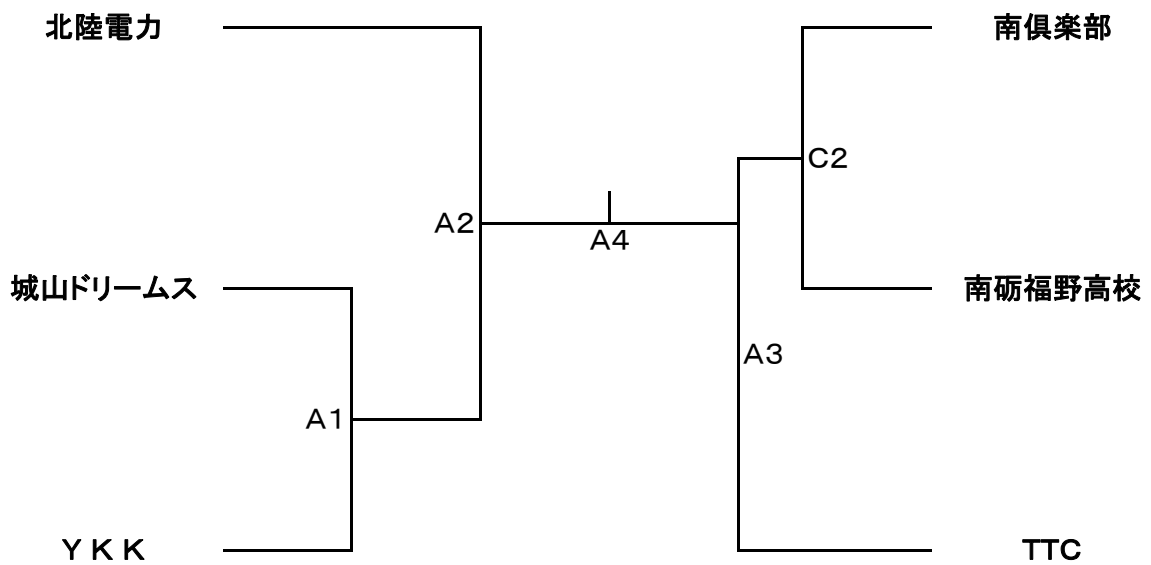 北陸電力
南倶楽部
C2
A2
A4
城山ドリームス
南砺福野高校
A3
A1
ＹＫＫ
TTC